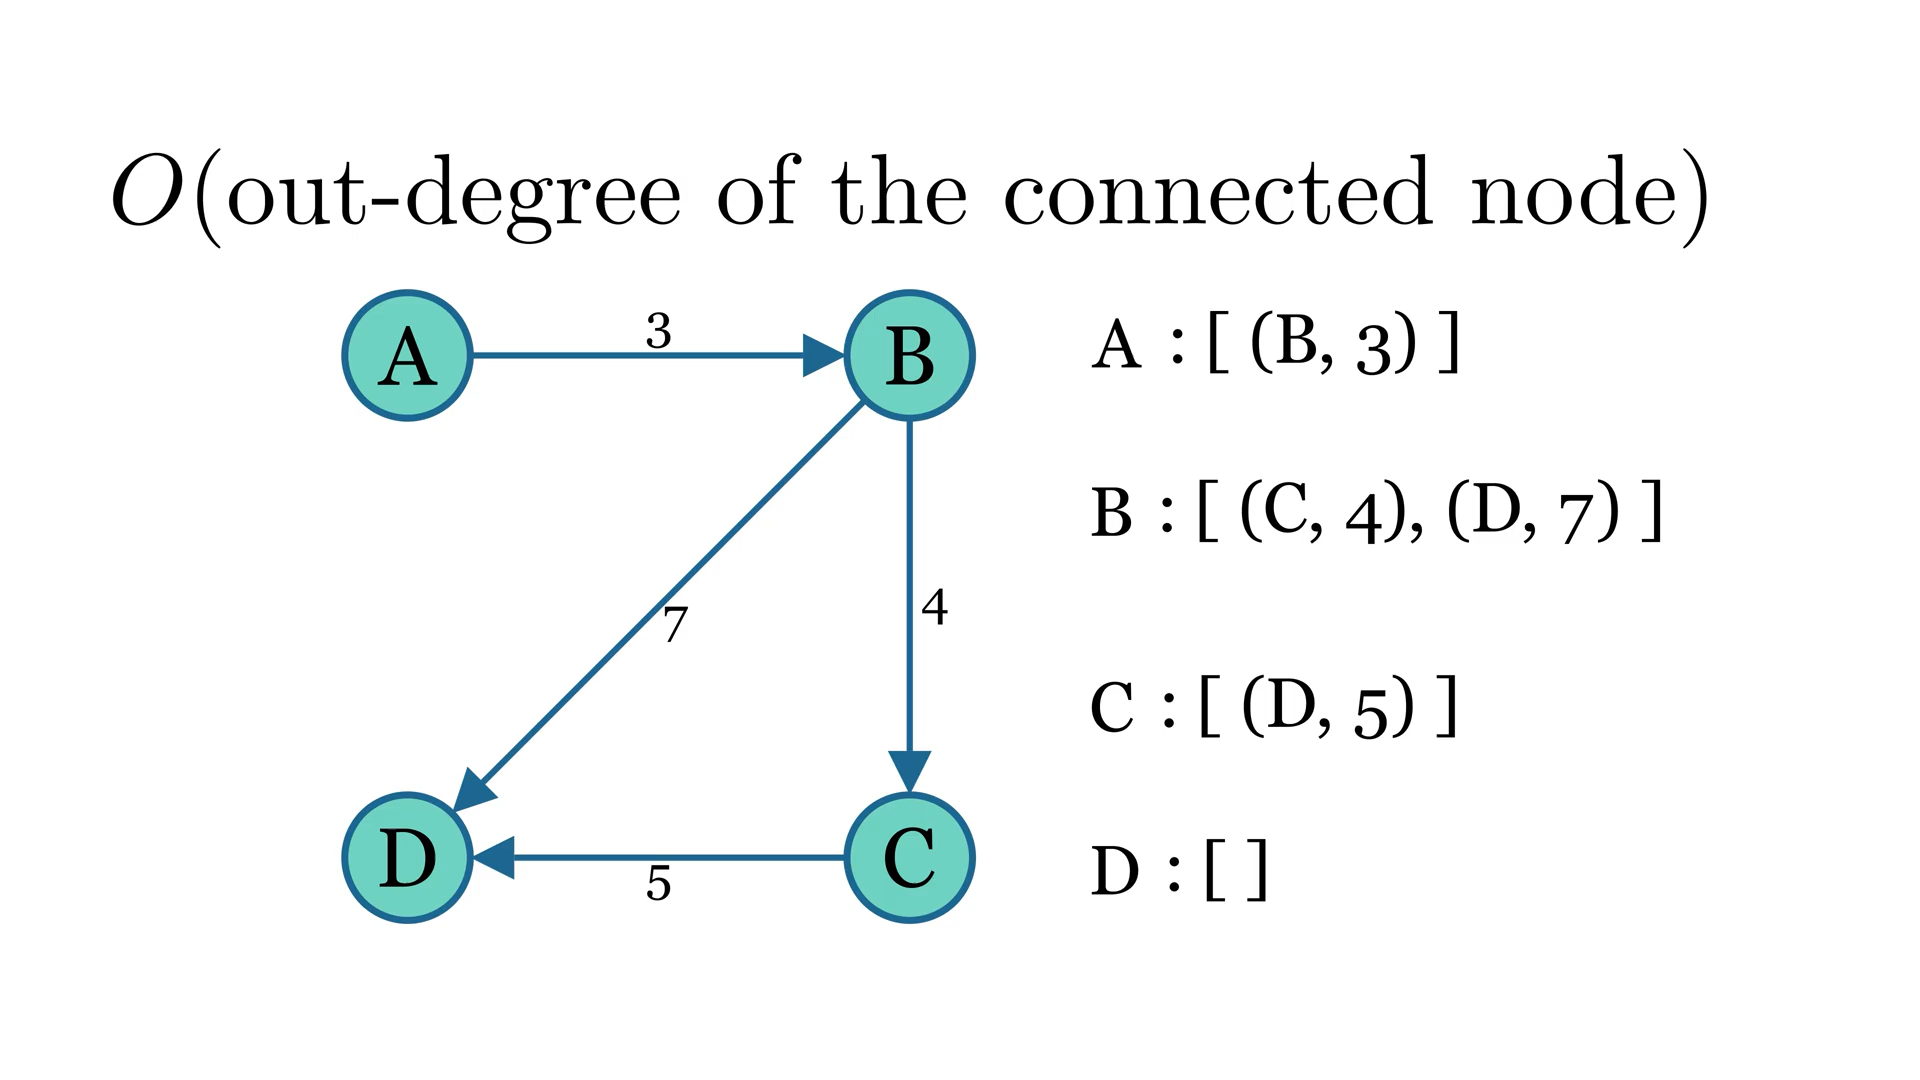 O(out-degree of the connected node)
A
3
B
A : [ (B, 3) ]
B : [ (C, 4), (D, 7) ]
7
4
C : [ (D, 5) ]
D
5
C
D : [ ]